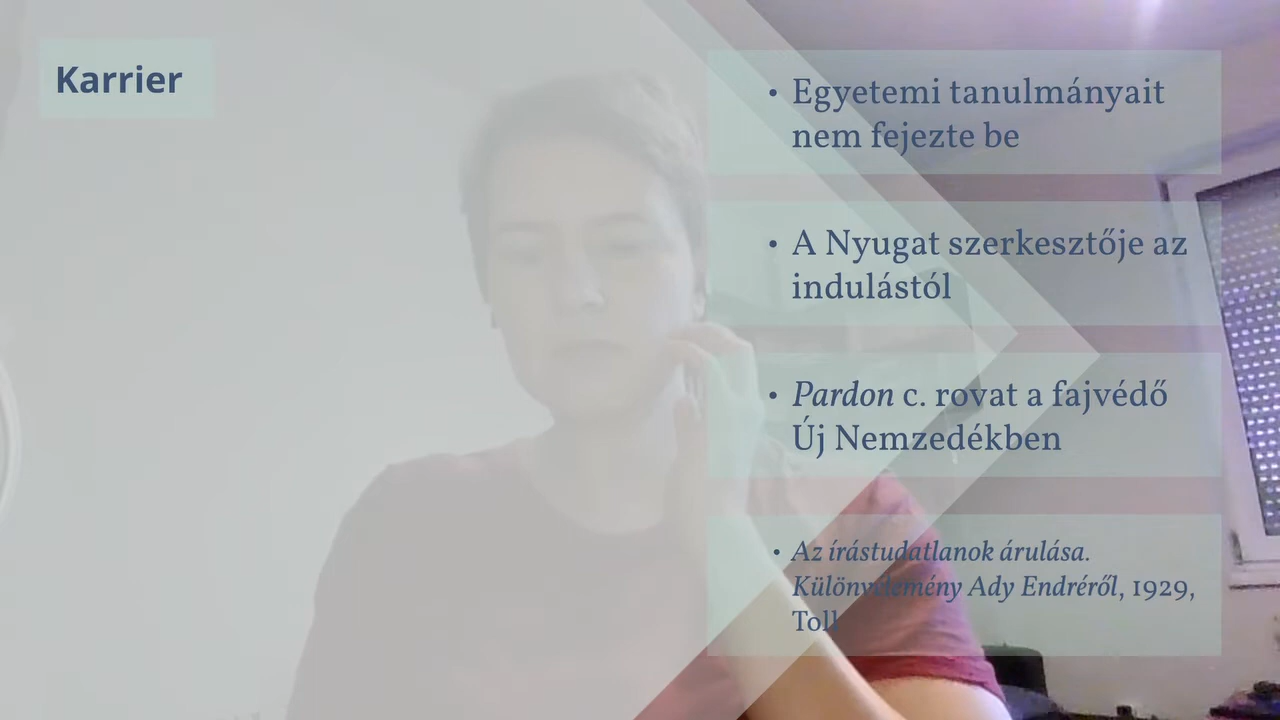 Karrier
• Egyetemi tanulmányait
nem fejezte be
• A Nyugat szerkesztője az
indulástól
• Pardon c. rovat a fajvédő
Új Nemzedékben
• Az írástudatlanok árulása.
Különvélemény Ady Endréről, 1929,
Toll